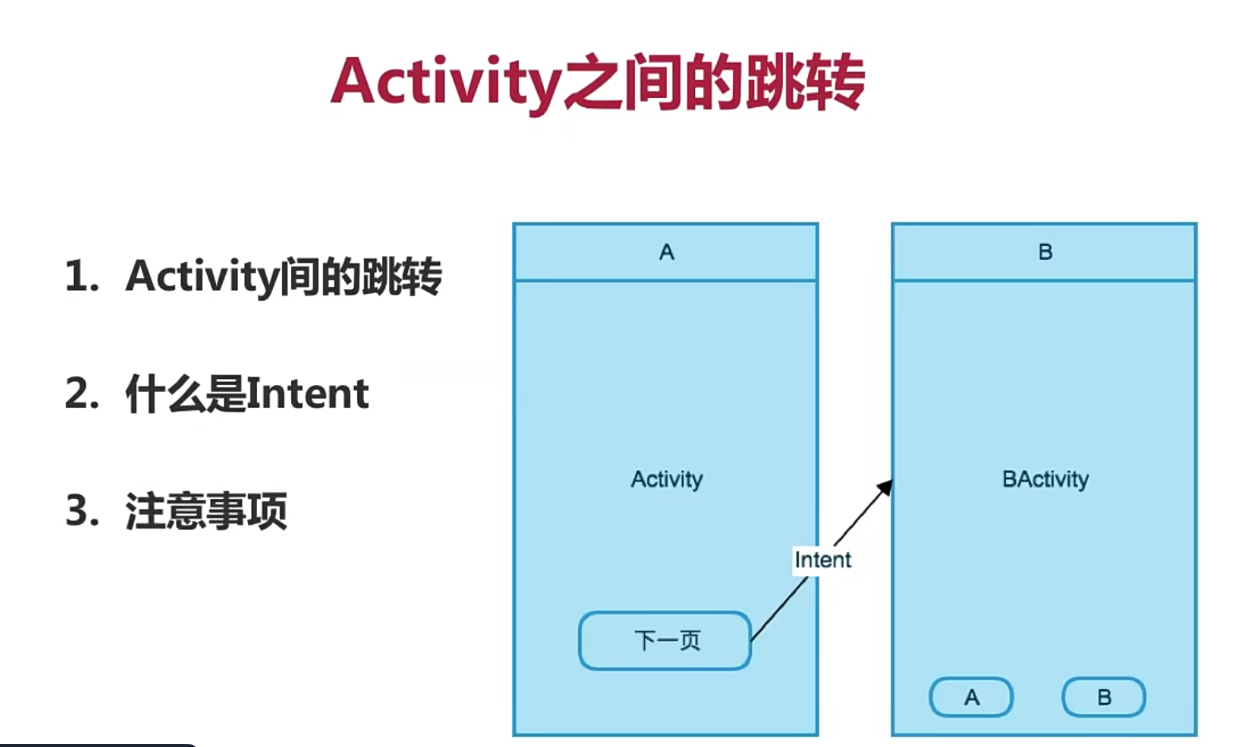 Activity之间的跳转
1. Activity间的跳转
2. 什么是Intent
3. 注意事项
A
Activity
下一页
Intent
B
BActivity
A
B